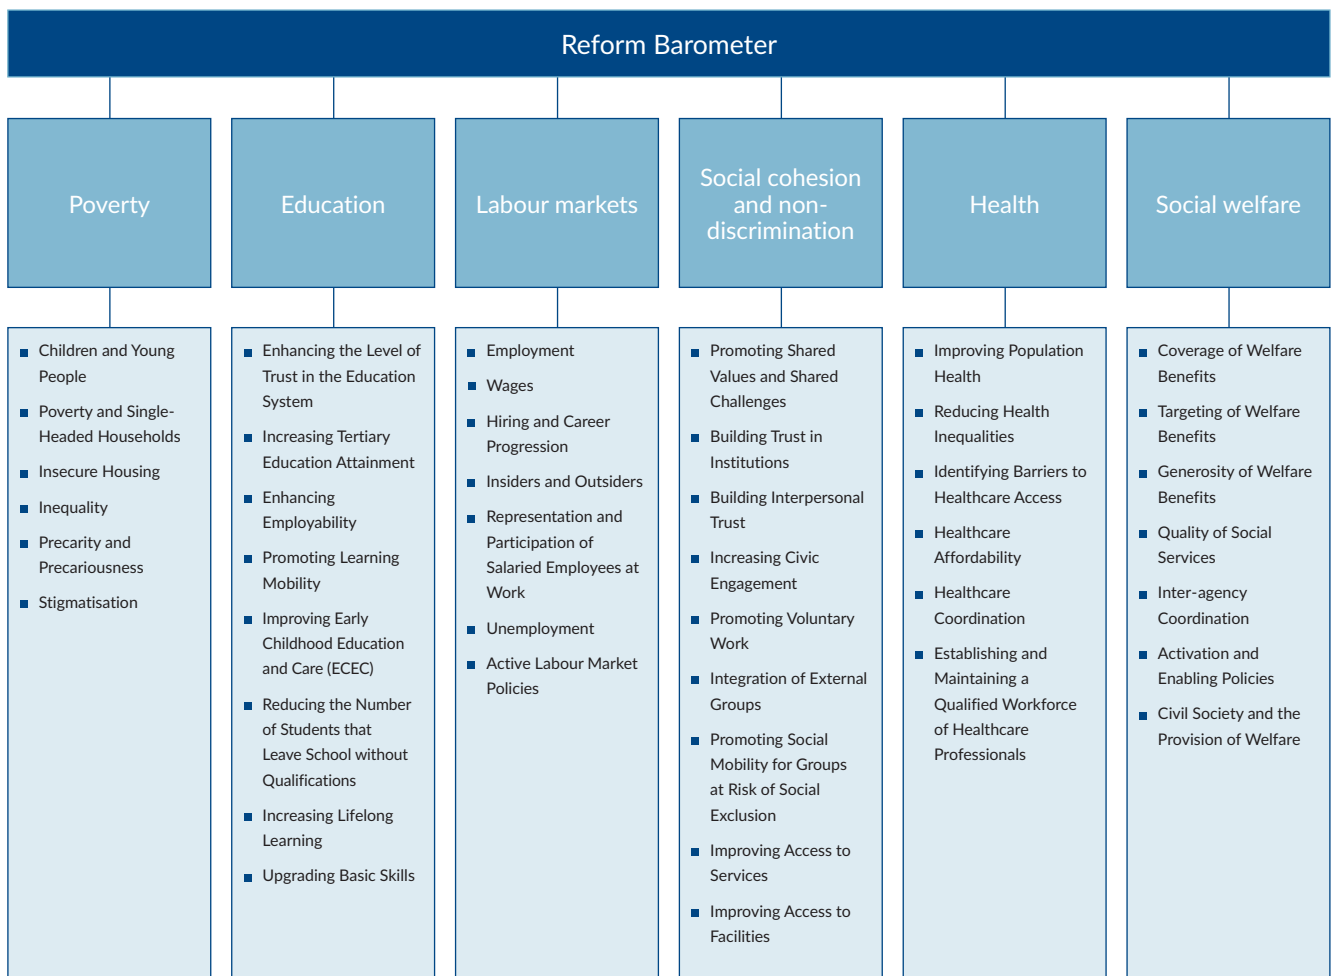 Reform Barometer
Poverty
Education
Labour markets
Social cohesion
and non-
discrimination
Health
Social welfare
Children and Young
People
Poverty and Single-
Headed Households
Insecure Housing
Inequality
Precarity and
Precariousness
Stigmatisation
Enhancing the Level of
Trust in the Education
System
Increasing Tertiary
Education Attainment
Enhancing
Employability
Promoting Learning
Mobility
Improving Early
Childhood Education
and Care (ECEC)
Reducing the Number
of Students that
Leave School without
Qualifications
Increasing Lifelong
Learning
Upgrading Basic Skills
Employment
Wages
Hiring and Career
Progression
Insiders and Outsiders
Representation and
Participation of
Salaried Employees at
Work
Unemployment
Active Labour Market
Policies
Promoting Shared
Values and Shared
Challenges
Building Trust in
Institutions
Building Interpersonal
Trust
Increasing Civic
Engagement
Promoting Voluntary
Work
Integration of External
Groups
Promoting Social
Mobility for Groups
at Risk of Social
Exclusion
Improving Access to
Services
Improving Access to
Facilities
Improving Population
Health
Reducing Health
Inequalities
Identifying Barriers to
Healthcare Access
Healthcare
Affordability
Healthcare
Coordination
Establishing and
Maintaining a
Qualified Workforce
of Healthcare
Professionals
Coverage of Welfare
Benefits
Targeting of Welfare
Benefits
Generosity of Welfare
Benefits
Quality of Social
Services
Inter-agency
Coordination
Activation and
Enabling Policies
Civil Society and the
Provision of Welfare